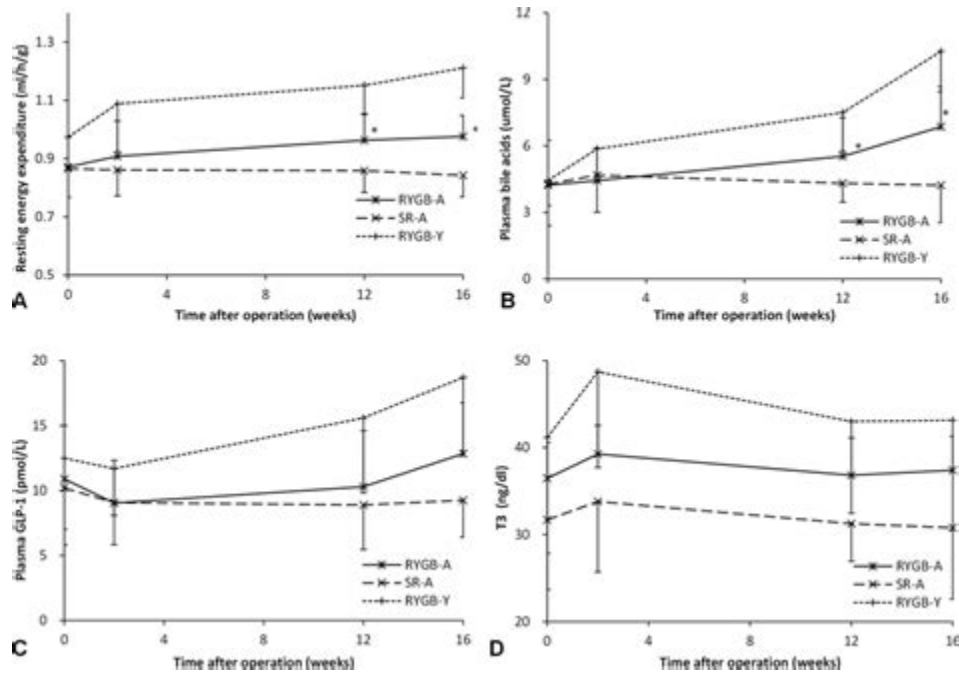 1.3
1.1
0.9
0.7
0.5
Resting energy expenditure (ml/h/g)
*
*
RYGB-A
SR-A
RYGB-Y
0
4
8
12
16
A
Time after operation (weeks)
12
9
6
3
0
Plasma bile acids (umol/L)
*
*
RYGB-A
SR-A
RYGB-Y
0
4
8
12
16
B
Time after operation (weeks)
20
15
10
5
0
Plasma GLP-1 (pmol/L)
RYGB-A
SR-A
RYGB-Y
0
4
8
12
16
C
Time after operation (weeks)
50
40
30
20
T3 (ng/dl)
RYGB-A
SR-A
RYGB-Y
0
4
8
12
16
D
Time after operation (weeks)